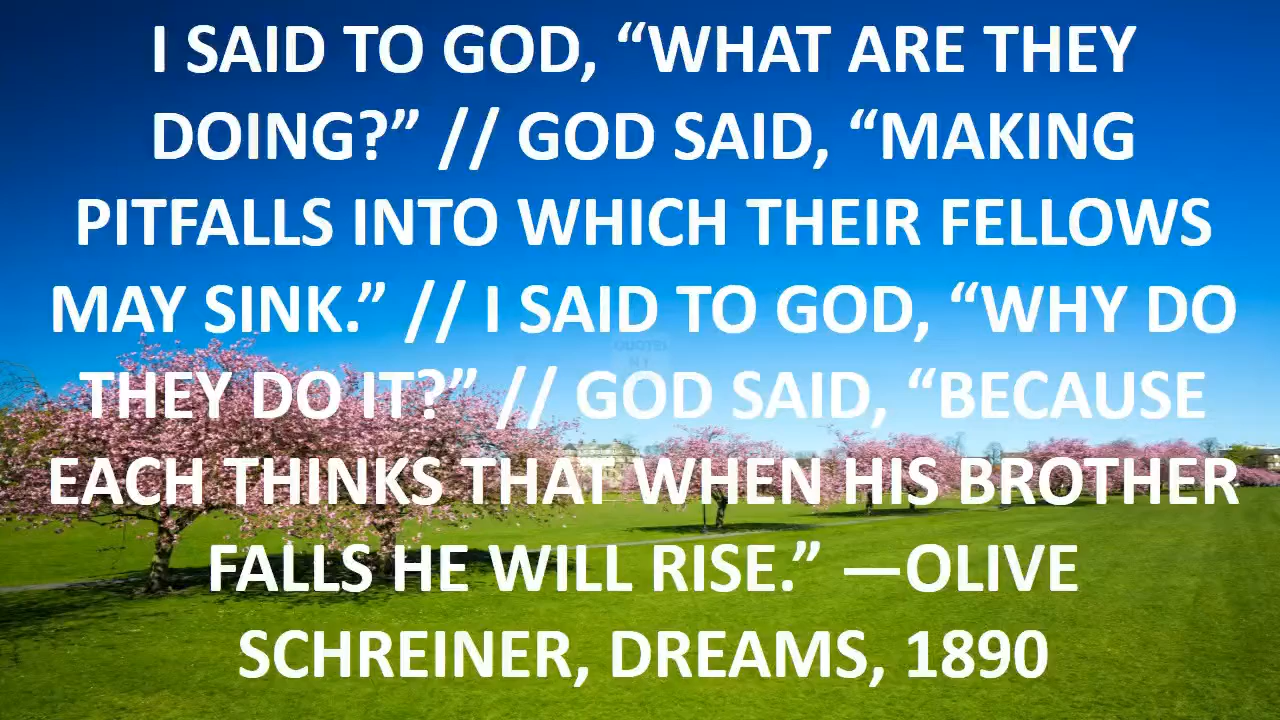 I SAID TO GOD, “WHAT ARE THEY
DOING?” // GOD SAID, “MAKING
PITFALLS INTO WHICH THEIR FELLOWS
MAY SINK.” // I SAID TO GOD, “WHY DO
THEY DO IT?” // GOD SAID, “BECAUSE
EACH THINKS THAT WHEN HIS BROTHER
FALLS HE WILL RISE.” —OLIVE
SCHREINER, DREAMS, 1890